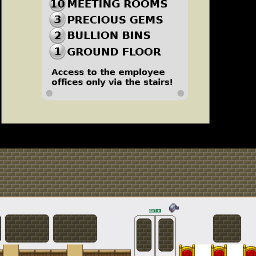 10 MEETING ROOMS
3 PRECIOUS GEMS
2 BULLION BINS
1 GROUND FLOOR
Access to the employee
offices only via the stairs!